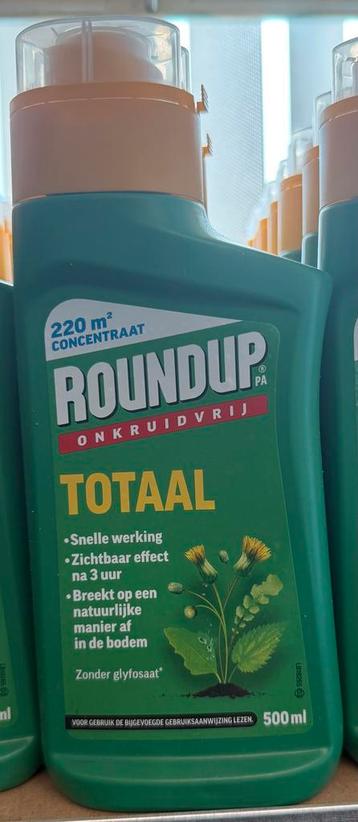 220 m²
CONCENTRAAT
ROUNDUP®
PA
ONKRUIDVRIJ
TOTAAL
•Snelle werking
•Zichtbaar effect
na 3 uur
•Breekt op een
natuurlijke
manier af
in de bodem
Zonder glyfosaat*
VOOR GEBRUIK DE BIJGEVOEGDE GEBRUIKSAANWIJZING LEZEN.
500 ml
ml